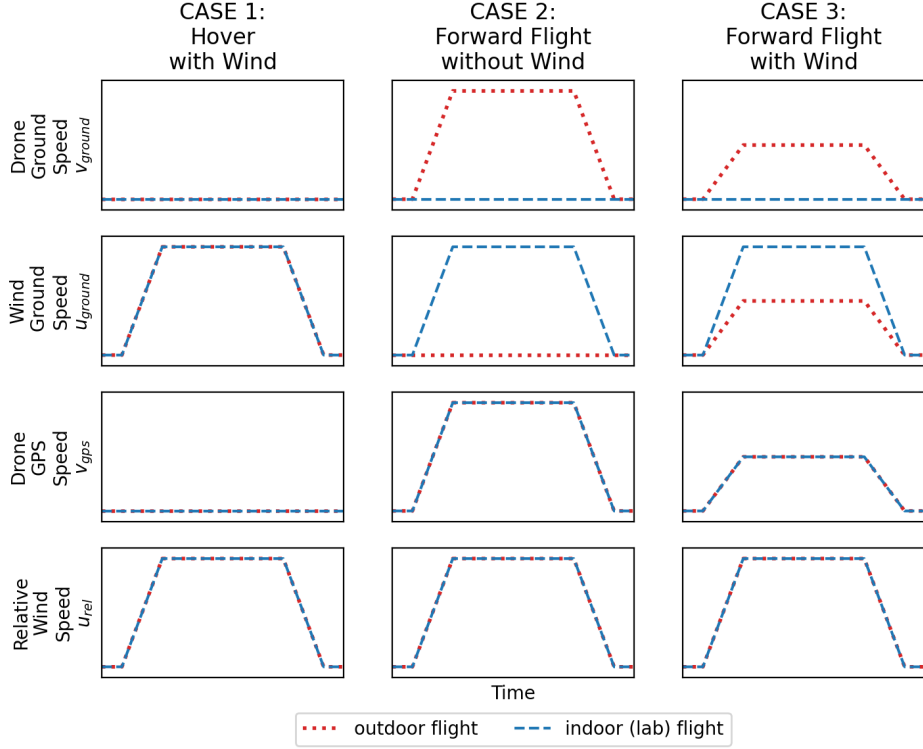 CASE 1:
Hover
with Wind
CASE 2:
Forward Flight
without Wind
CASE 3:
Forward Flight
with Wind
Drone
Ground
Speed
v_ground
Wind
Ground
Speed
u_ground
Drone
GPS
Speed
v_gps
Relative
Wind
Speed
u_rel
Time
outdoor flight
indoor (lab) flight